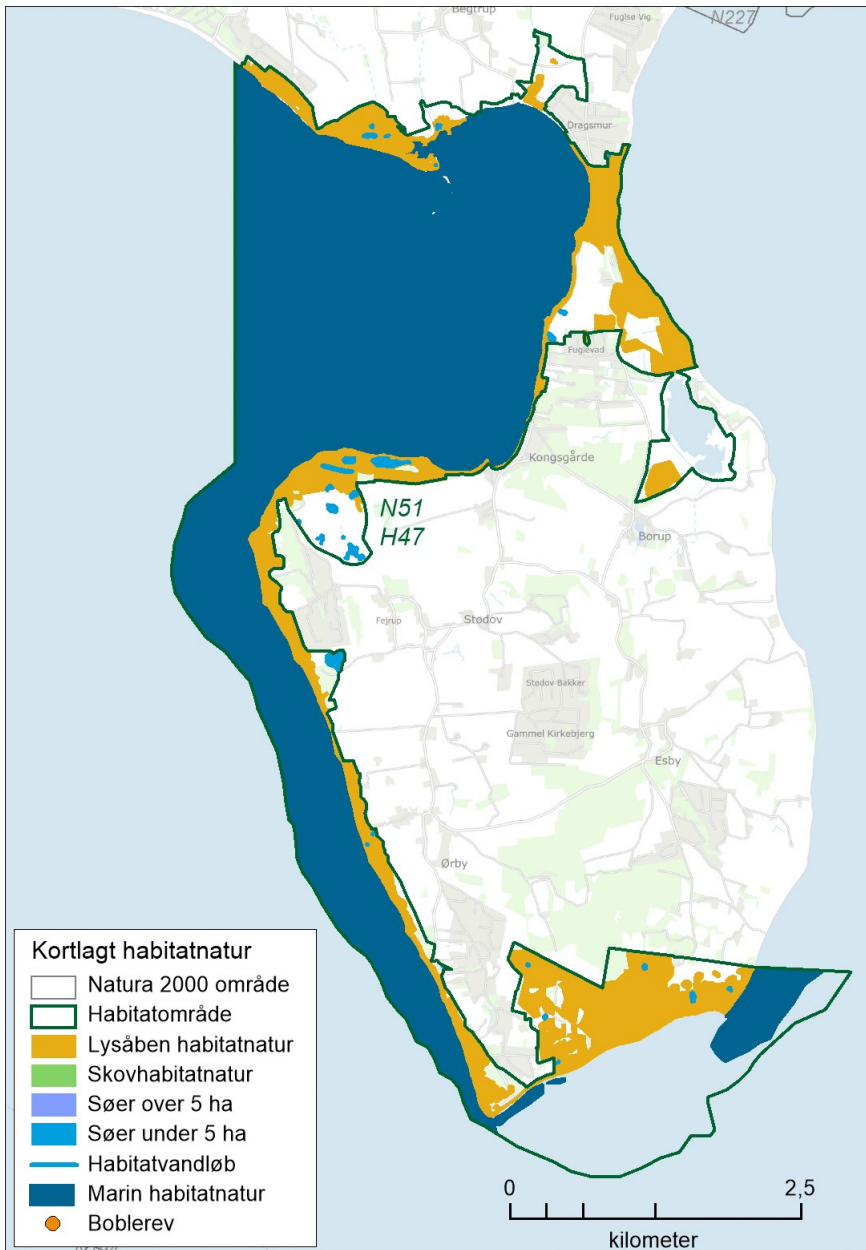 Begtrup
Fuglsø Vig
N227
Dragsmur
Fuglevad
Kongsgårde
N51
H47
Borup
Fejrup
Stødov
Stødov Bakker
Gammel Kirkebjerg
Esby
Ørby
Kortlagt habitatnatur
Natura 2000 område
Habitatområde
Lysåben habitatnatur
Skovhabitatnatur
Søer over 5 ha
Søer under 5 ha
Habitatvandløb
Marin habitatnatur
Boblerev
0 2,5
kilometer